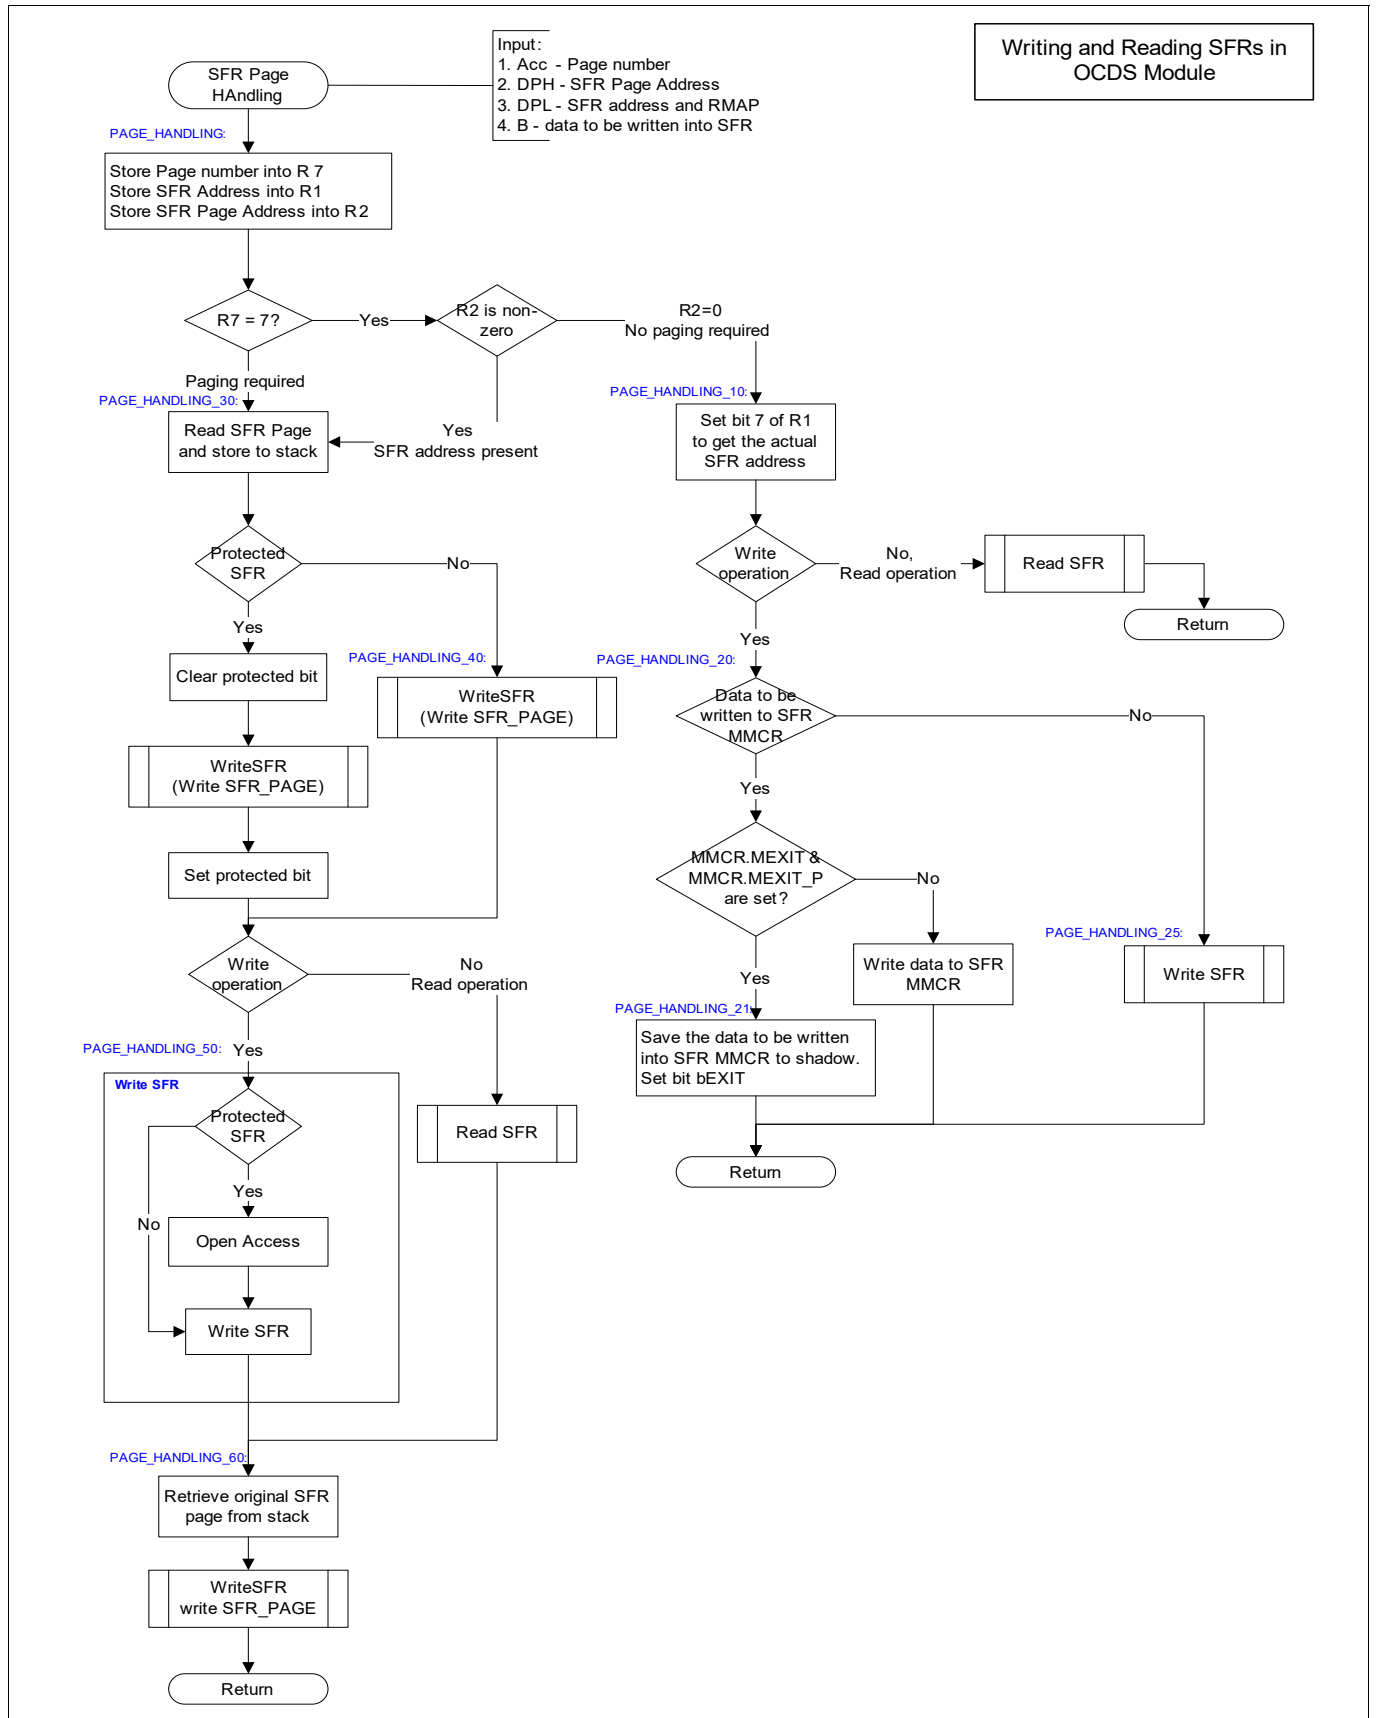 Writing and Reading SFRs in
OCDS Module
Input:
1. Acc - Page number
2. DPH - SFR Page Address
3. DPL - SFR address and RMAP
4. B - data to be written into SFR
SFR Page
HAndling
PAGE_HANDLING:
Store Page number into R 7
Store SFR Address into R1
Store SFR Page Address into R2
R7 = 7?
Yes
R2 is non-
zero
R2=0
No paging required
Paging required
PAGE_HANDLING_30:
Read SFR Page
and store to stack
Yes
SFR address present
PAGE_HANDLING_10:
Set bit 7 of R1
to get the actual
SFR address
Protected
SFR
No
Yes
Write
operation
No,
Read operation
Read SFR
Return
Yes
Clear protected bit
PAGE_HANDLING_40:
WriteSFR
(Write SFR_PAGE)
PAGE_HANDLING_20:
Data to be
written to SFR
MMCR
No
Yes
WriteSFR
(Write SFR_PAGE)
Set protected bit
MMCR.MEXIT &
MMCR.MEXIT_P
are set?
No
Yes
Write
operation
No
Read operation
Write data to SFR
MMCR
PAGE_HANDLING_25:
Write SFR
PAGE_HANDLING_21:
Save the data to be written
into SFR MMCR to shadow.
Set bit bEXIT
PAGE_HANDLING_50:
Yes
Write SFR
Protected
SFR
Read SFR
Return
Yes
No
Open Access
Write SFR
PAGE_HANDLING_60:
Retrieve original SFR
page from stack
WriteSFR
write SFR_PAGE
Return